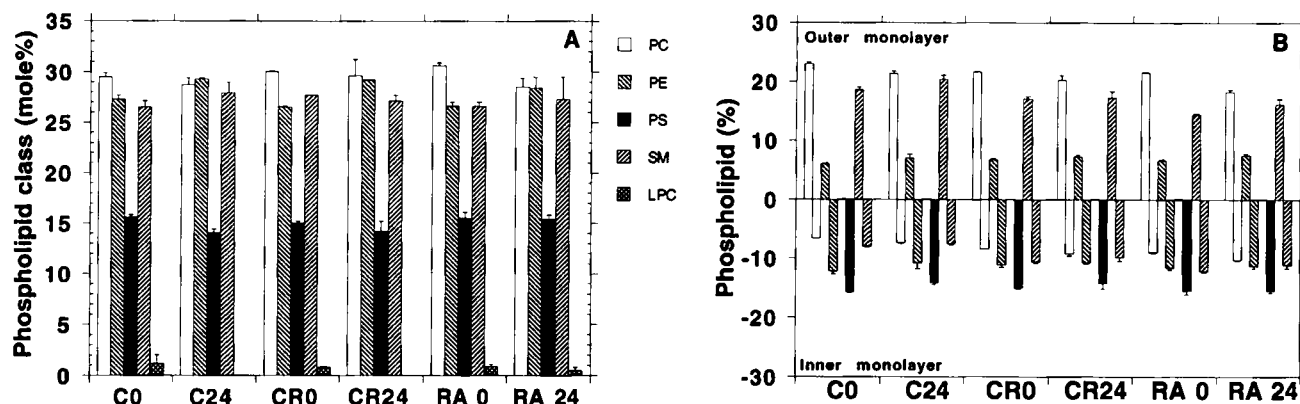 Phospholipid class (mole%)
35
30
25
20
15
10
5
0
A
C0 C24 CR0 CR24 RA 0 RA 24
PC
PE
PS
SM
LPC
Phospholipid (%)
30
20
10
0
-10
-20
-30
Outer monolayer
B
Inner monolayer
C0 C24 CR0 CR24 RA 0 RA 24